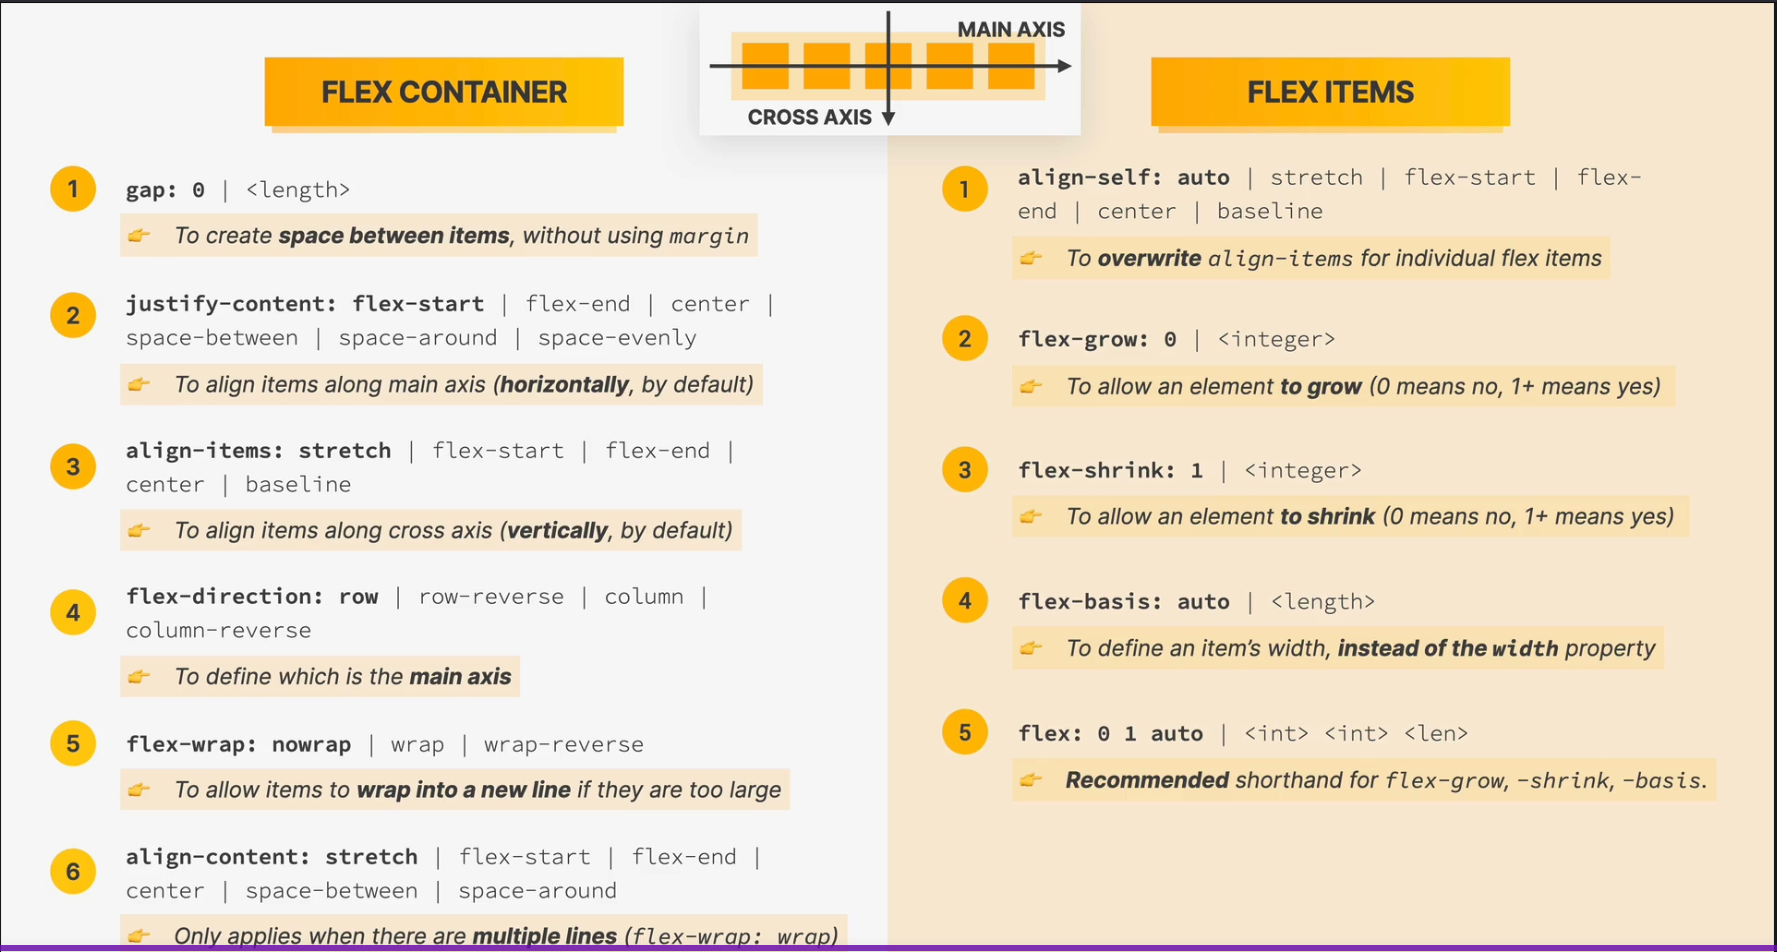 MAIN AXIS
CROSS AXIS
FLEX CONTAINER
1
gap: 0 | <length>
👉 To create space between items, without using margin
2
justify-content: flex-start | flex-end | center |
space-between | space-around | space-evenly
👉 To align items along main axis (horizontally, by default)
3
align-items: stretch | flex-start | flex-end |
center | baseline
👉 To align items along cross axis (vertically, by default)
4
flex-direction: row | row-reverse | column |
column-reverse
👉 To define which is the main axis
5
flex-wrap: nowrap | wrap | wrap-reverse
👉 To allow items to wrap into a new line if they are too large
6
align-content: stretch | flex-start | flex-end |
center | space-between | space-around
👉 Only applies when there are multiple lines (flex-wrap: wrap)
FLEX ITEMS
1
align-self: auto | stretch | flex-start | flex-
end | center | baseline
👉 To overwrite align-items for individual flex items
2
flex-grow: 0 | <integer>
👉 To allow an element to grow (0 means no, 1+ means yes)
3
flex-shrink: 1 | <integer>
👉 To allow an element to shrink (0 means no, 1+ means yes)
4
flex-basis: auto | <length>
👉 To define an item’s width, instead of the width property
5
flex: 0 1 auto | <int> <int> <len>
👉 Recommended shorthand for flex-grow, -shrink, -basis.